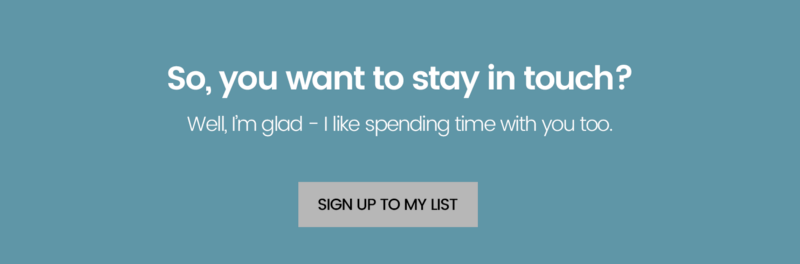 So, you want to stay in touch?
Well, I'm glad - I like spending time with you too.
SIGN UP TO MY LIST